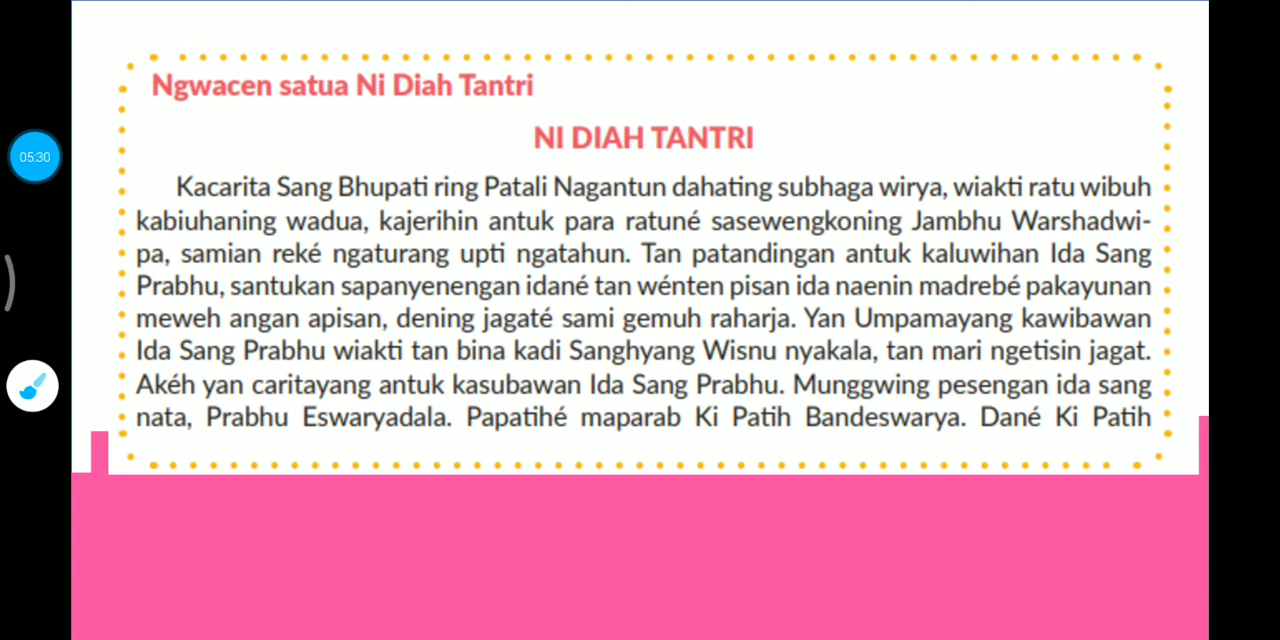 Ngwacen satua Ni Diah Tantri
NI DIAH TANTRI
Kacarita Sang Bhupati ring Patali Nagantun dahating subhaga wirya, wiakti ratu wibuh
kabiuhaning wadua, kajerihin antuk para ratuné sasewengkoning Jambhu Warshadwi-
pa, samian reké ngaturang upti ngatahun. Tan patandingan antuk kaluwihan Ida Sang
Prabhu, santukan sapanyenengan idané tan wénten pisan ida naenin madrebé pakayunan
meweh angan apisan, dening jagaté sami gemuh raharja. Yan Umpamayang kawibawan
Ida Sang Prabhu wiakti tan bina kadi Sanghyang Wisnu nyakala, tan mari ngetisin jagat.
Akéh yan caritayang antuk kasubawan Ida Sang Prabhu. Munggwing pesengan ida sang
nata, Prabhu Eswaryadala. Papatihé maparab Ki Patih Bandeswarya. Dané Ki Patih
05:30